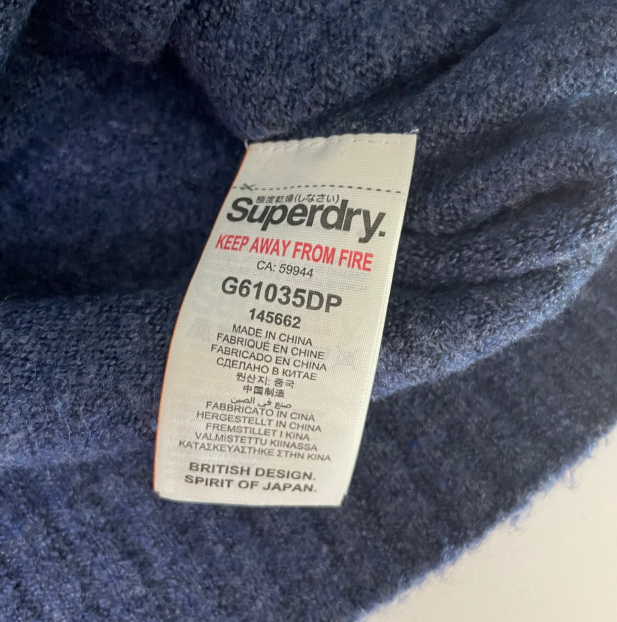 極度乾燥(しなさい)
Superdry.
KEEP AWAY FROM FIRE
CA: 59944
G61035DP
145662
MADE IN CHINA
FABRIQUÉ EN CHINE
FABRICADO EN CHINA
СДЕЛАНО В КИТАЕ
원산지: 중국
中国制造
صنع في الصين
FABBRICATO IN CINA
HERGESTELLT IN CHINA
FREMSTILLET I KINA
VALMISTETTU KIINASSA
ΚΑΤΑΣΚΕΥΑΣΤΗΚΕ ΣΤΗΝ ΚΙΝΑ
BRITISH DESIGN.
SPIRIT OF JAPAN.